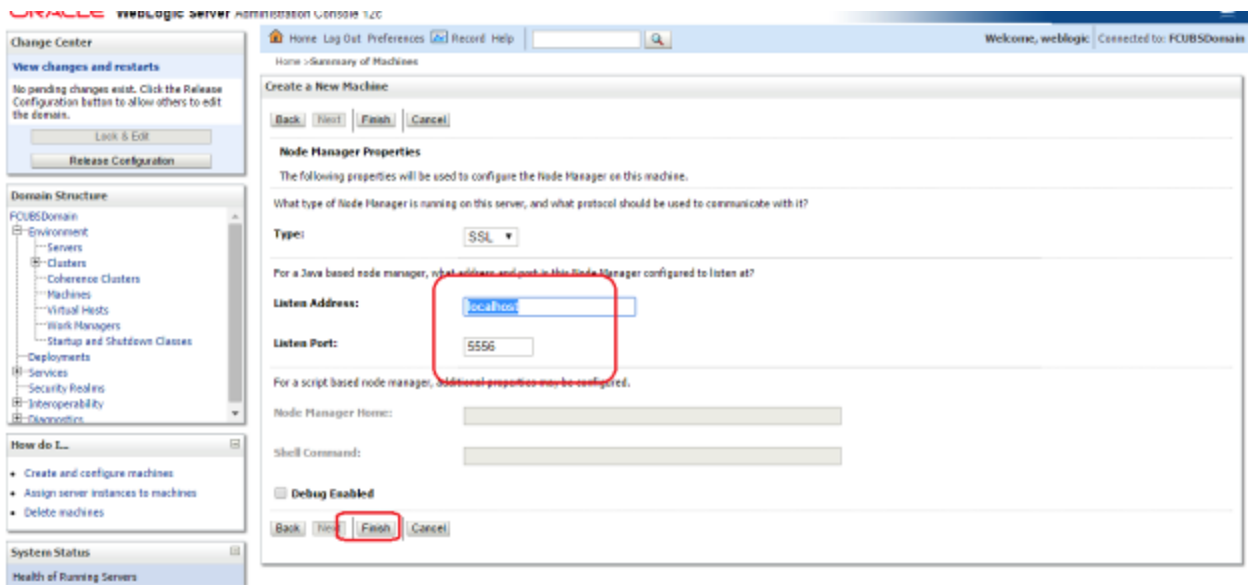 ORACLE WebLogic Server Administration Console 12c
Change Center
View changes and restarts
No pending changes exist. Click the Release
Configuration button to allow others to edit
the domain.
Lock & Edit
Release Configuration
Domain Structure
FCUBSDomain
Environment
Servers
Clusters
Coherence Clusters
Machines
Virtual Hosts
Work Managers
Startup and Shutdown Classes
Deployments
Services
Security Realms
Interoperability
Diagnostics
How do I...
Create and configure machines
Assign server instances to machines
Delete machines
System Status
Health of Running Servers
Home Log Out Preferences Record Help
Welcome, weblogic Connected to: FCUBSDomain
Home >Summary of Machines
Create a New Machine
Back Next Finish Cancel
Node Manager Properties
The following properties will be used to configure the Node Manager on this machine.
What type of Node Manager is running on this server, and what protocol should be used to communicate with it?
Type: SSL
For a Java based node manager, what address and port is this Node Manager configured to listen at?
Listen Address: localhost
Listen Port: 5556
For a script based node manager, additional properties may be configured.
Node Manager Home:
Shell Command:
Debug Enabled
Back Next Finish Cancel